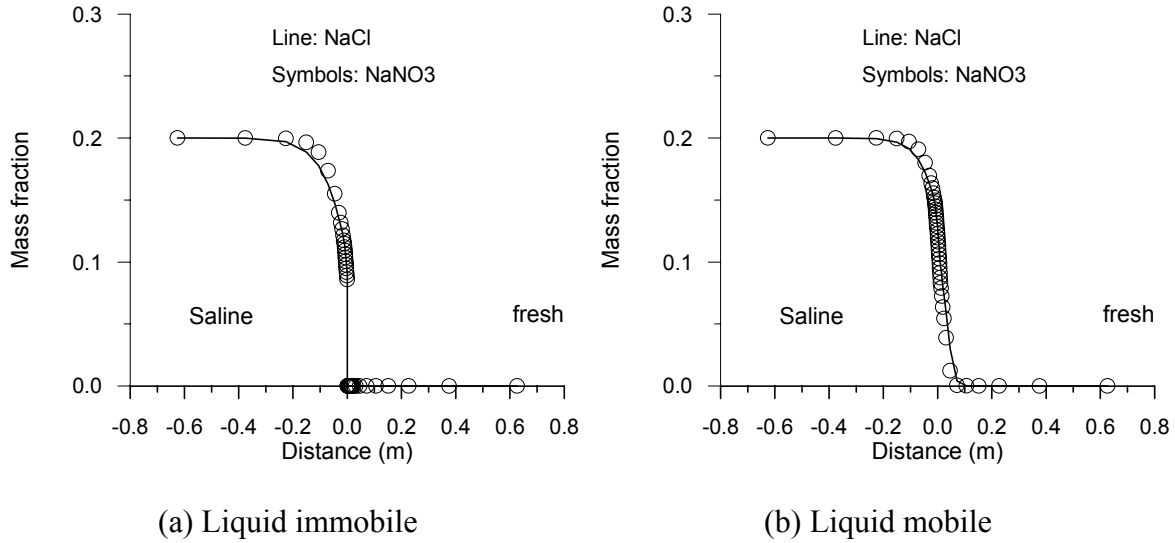 Line: NaCl
Symbols: NaNO3
Mass fraction
0.3
0.2
0.1
0.0
Saline
fresh
-0.8 -0.6 -0.4 -0.2 0.0 0.2 0.4 0.6 0.8
Distance (m)
(a) Liquid immobile
Line: NaCl
Symbols: NaNO3
Mass fraction
0.3
0.2
0.1
0.0
Saline
fresh
-0.8 -0.6 -0.4 -0.2 0.0 0.2 0.4 0.6 0.8
Distance (m)
(b) Liquid mobile